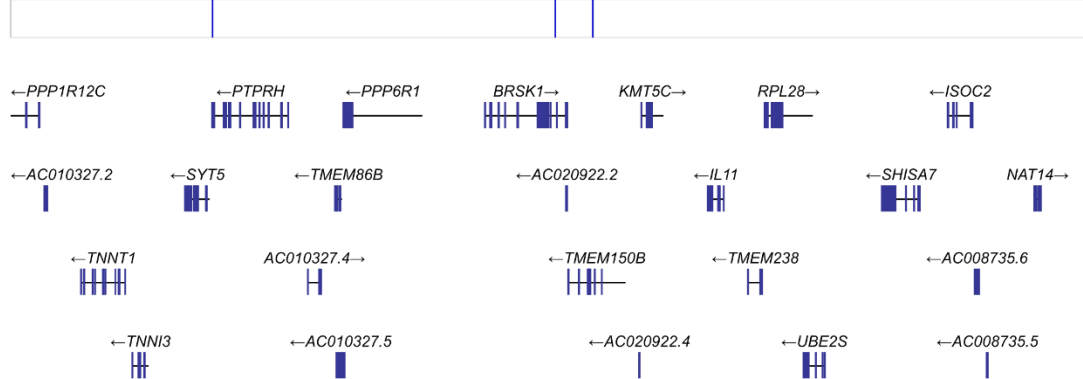 ←PPP1R12C ←PTPRH ←PPP6R1 BRSK1→ KMT5C→ RPL28→ ←ISOC2
←AC010327.2 ←SYT5 ←TMEM86B ←AC020922.2 ←IL11 ←SHISA7 NAT14→
←TNNT1 AC010327.4→ ←TMEM150B ←TMEM238 ←AC008735.6
←TNNI3 ←AC010327.5 ←AC020922.4 ←UBE2S ←AC008735.5